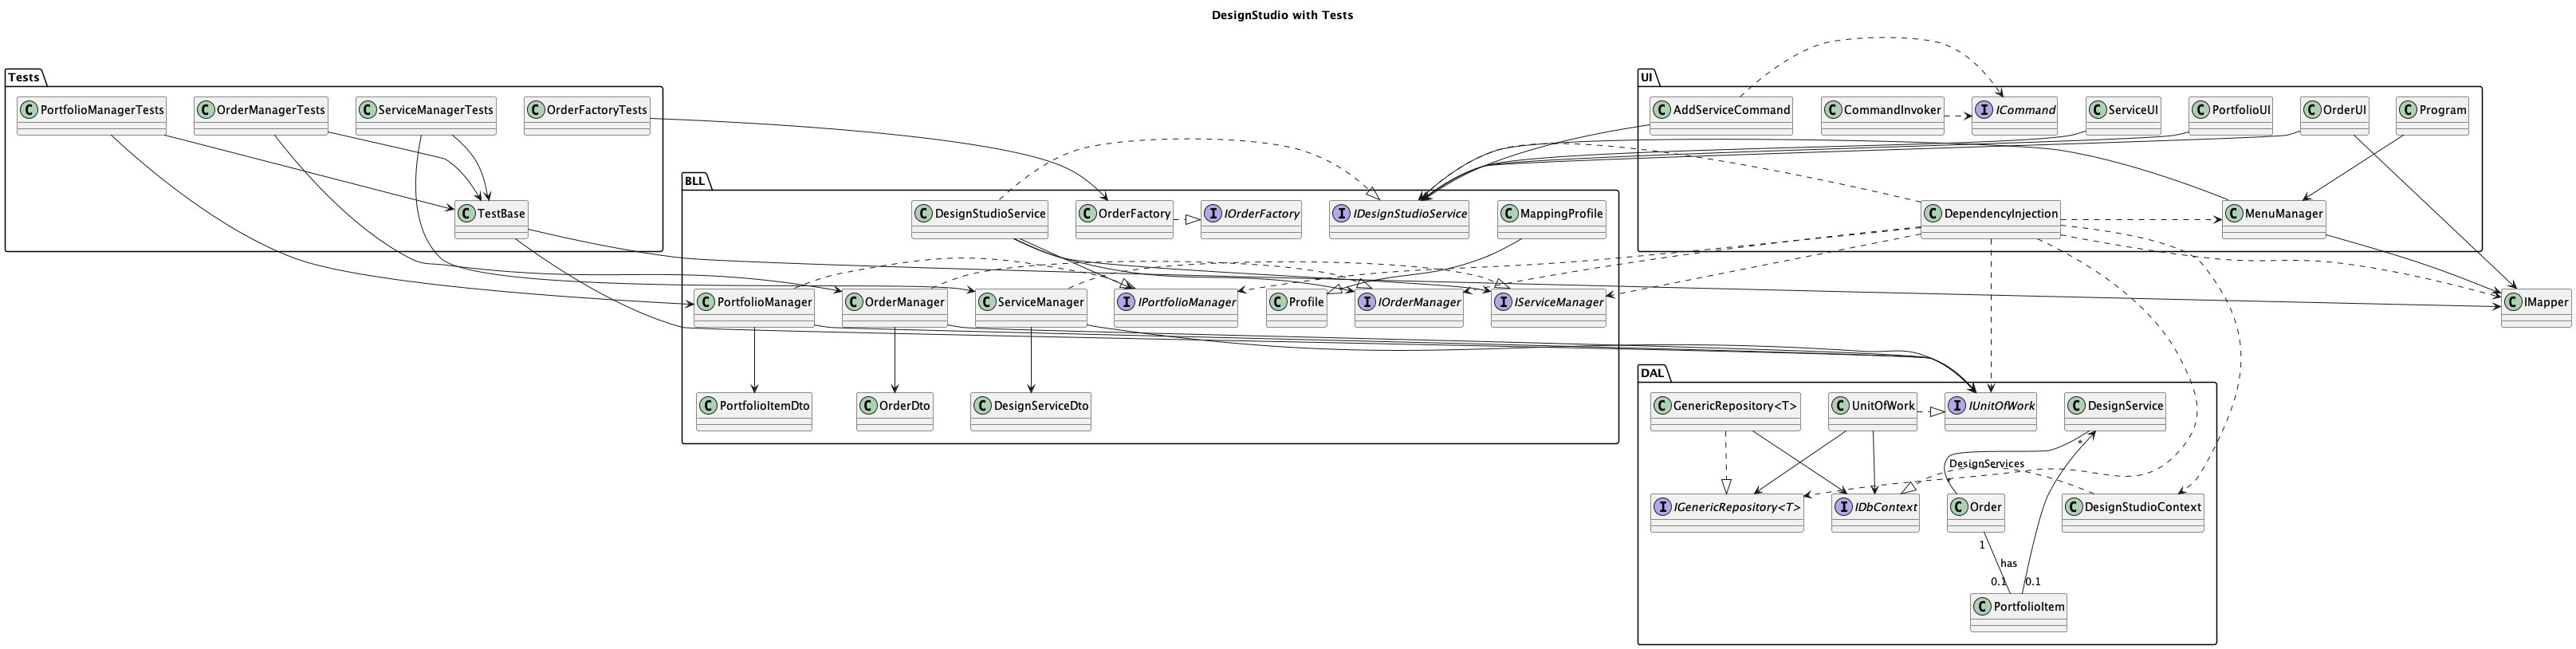 DesignStudio with Tests
Tests
C PortfolioManagerTests
C OrderManagerTests
C ServiceManagerTests
C OrderFactoryTests
C TestBase
UI
C AddServiceCommand
C CommandInvoker
I ICommand
C ServiceUI
C PortfolioUI
C OrderUI
C Program
C DependencyInjection
C MenuManager
BLL
C DesignStudioService
C OrderFactory
I IOrderFactory
I IDesignStudioService
C MappingProfile
C PortfolioManager
C OrderManager
C ServiceManager
I IPortfolioManager
C Profile
I IOrderManager
I IServiceManager
C PortfolioItemDto
C OrderDto
C DesignServiceDto
C IMapper
DAL
C GenericRepository<T>
C UnitOfWork
I IUnitOfWork
C DesignService
*
DesignServices
I IGenericRepository<T>
I IDbContext
C Order
C DesignStudioContext
1
has
0.1
0.1
C PortfolioItem